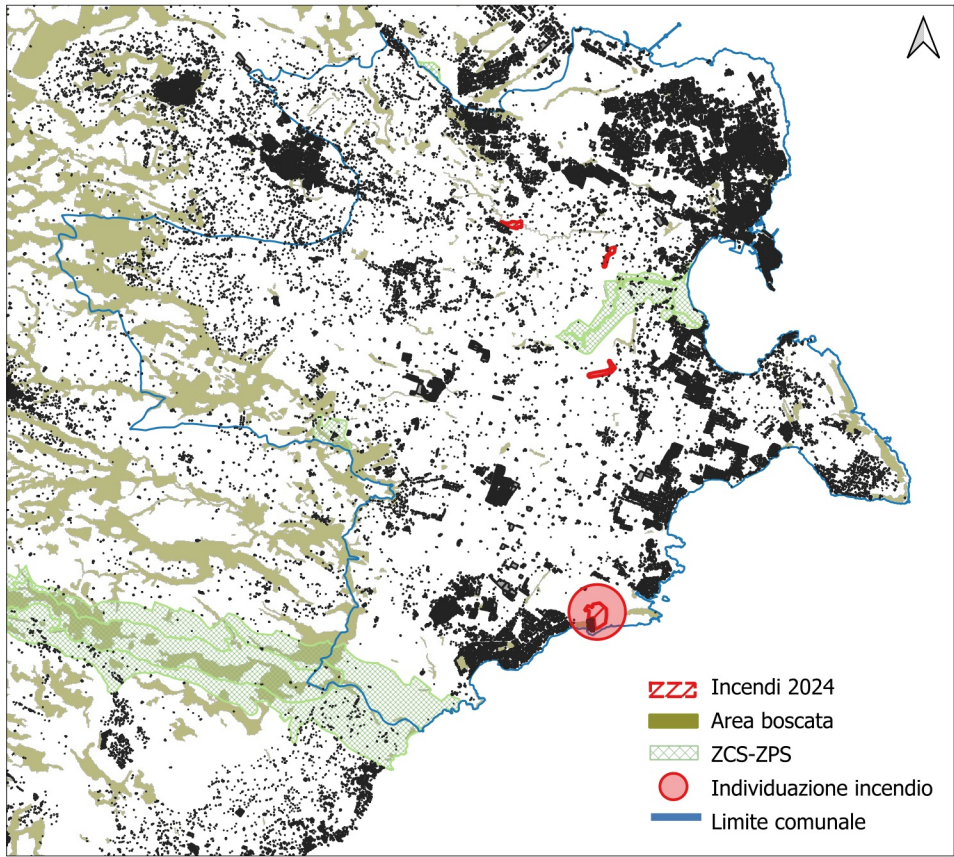 Incendi 2024
Area boscata
ZCS-ZPS
Individuazione incendio
Limite comunale